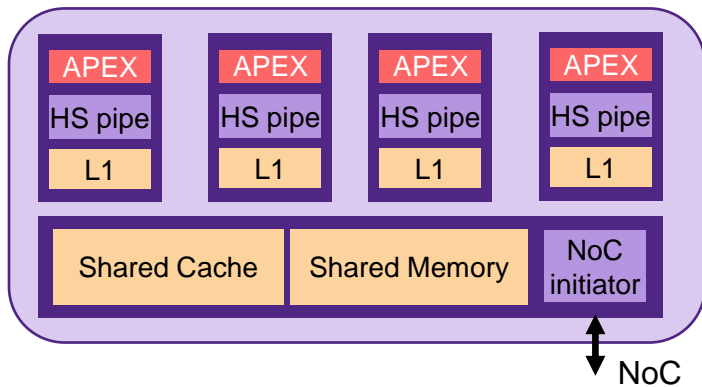 APEX APEX APEX APEX
HS pipe HS pipe HS pipe HS pipe
L1 L1 L1 L1
Shared Cache Shared Memory NoC
initiator
NoC